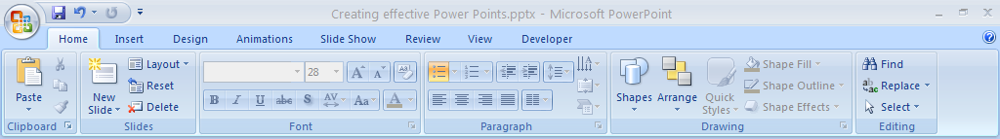 Creating effective Power Points.pptx - Microsoft PowerPoint
Home Insert Design Animations Slide Show Review View Developer
Paste
New Slide
Layout
Reset
Delete
28
A A Aa
B I U abc S AV Aa A
Shapes
Arrange
Quick Styles
Shape Fill
Shape Outline
Shape Effects
Find
Replace
Select
Clipboard Slides Font Paragraph Drawing Editing